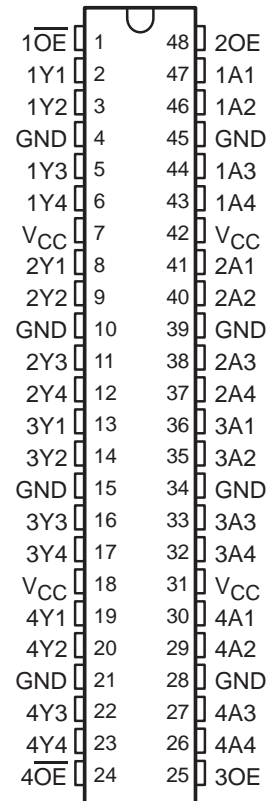 1O̅E̅ 1 48 2OE
1Y1 2 47 1A1
1Y2 3 46 1A2
GND 4 45 GND
1Y3 5 44 1A3
1Y4 6 43 1A4
VCC 7 42 VCC
2Y1 8 41 2A1
2Y2 9 40 2A2
GND 10 39 GND
2Y3 11 38 2A3
2Y4 12 37 2A4
3Y1 13 36 3A1
3Y2 14 35 3A2
GND 15 34 GND
3Y3 16 33 3A3
3Y4 17 32 3A4
VCC 18 31 VCC
4Y1 19 30 4A1
4Y2 20 29 4A2
GND 21 28 GND
4Y3 22 27 4A3
4Y4 23 26 4A4
4O̅E̅ 24 25 3OE